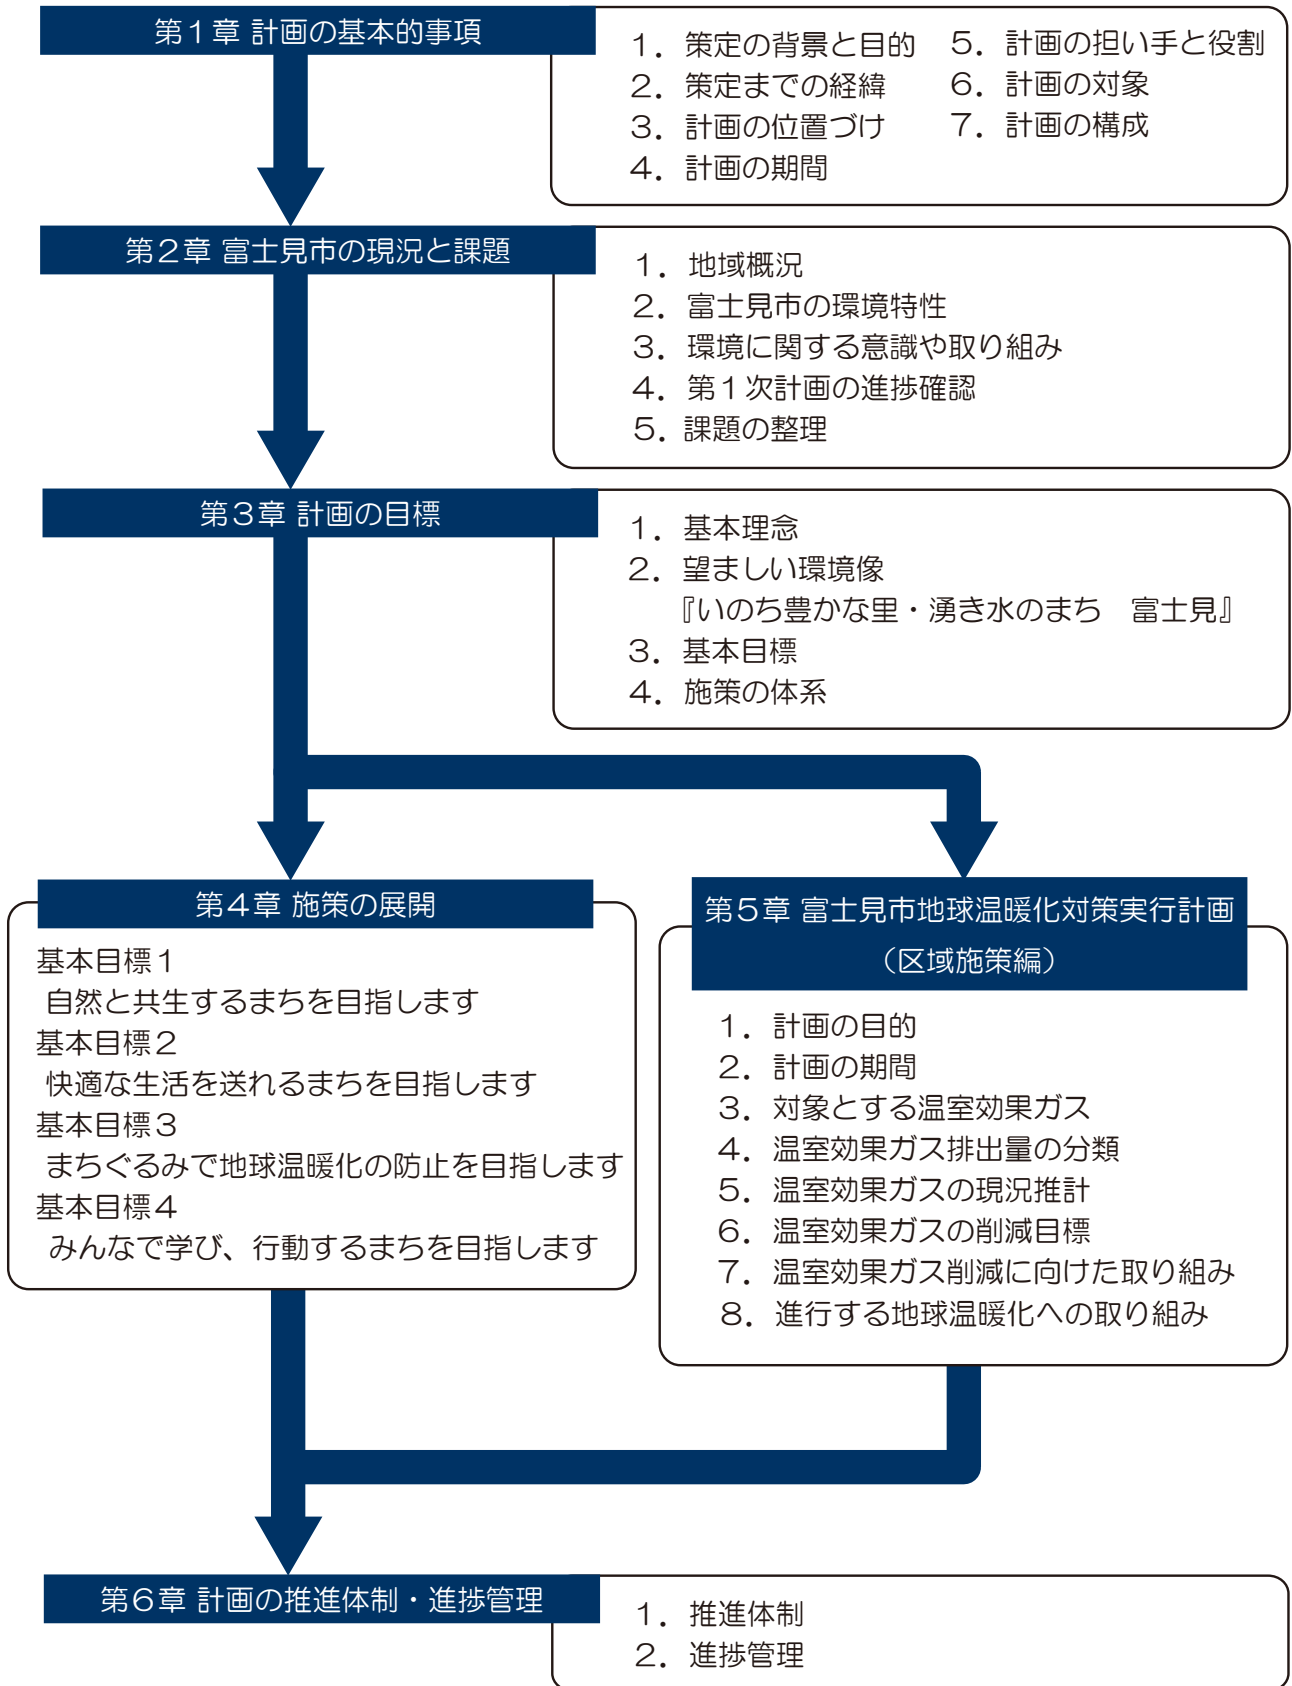 第１章 計画の基本的事項
１．策定の背景と目的
２．策定までの経緯
３．計画の位置づけ
４．計画の期間
５．計画の担い手と役割
６．計画の対象
７．計画の構成
第２章 富士見市の現況と課題
１．地域概況
２．富士見市の環境特性
３．環境に関する意識や取り組み
４．第１次計画の進捗確認
５．課題の整理
第３章 計画の目標
１．基本理念
２．望ましい環境像
『いのち豊かな里・湧き水のまち　富士見』
３．基本目標
４．施策の体系
第４章 施策の展開
基本目標１
自然と共生するまちを目指します
基本目標２
快適な生活を送れるまちを目指します
基本目標３
まちぐるみで地球温暖化の防止を目指します
基本目標４
みんなで学び、行動するまちを目指します
第５章 富士見市地球温暖化対策実行計画
（区域施策編）
１．計画の目的
２．計画の期間
３．対象とする温室効果ガス
４．温室効果ガス排出量の分類
５．温室効果ガスの現況推計
６．温室効果ガスの削減目標
７．温室効果ガス削減に向けた取り組み
８．進行する地球温暖化への取り組み
第６章 計画の推進体制・進捗管理
１．推進体制
２．進捗管理